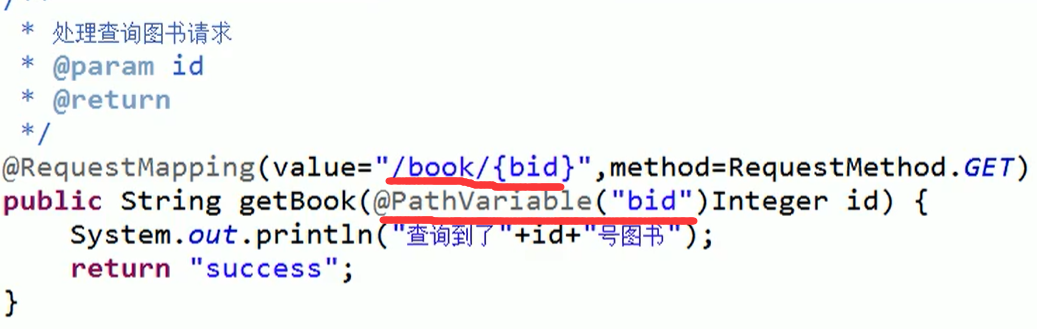 * 处理查询图书请求
* @param id
* @return
*/
@RequestMapping(value="/book/{bid}",method=RequestMethod.GET)
public String getBook(@PathVariable("bid")Integer id) {
System.out.println("查询到了"+id+"号图书");
return "success";
}